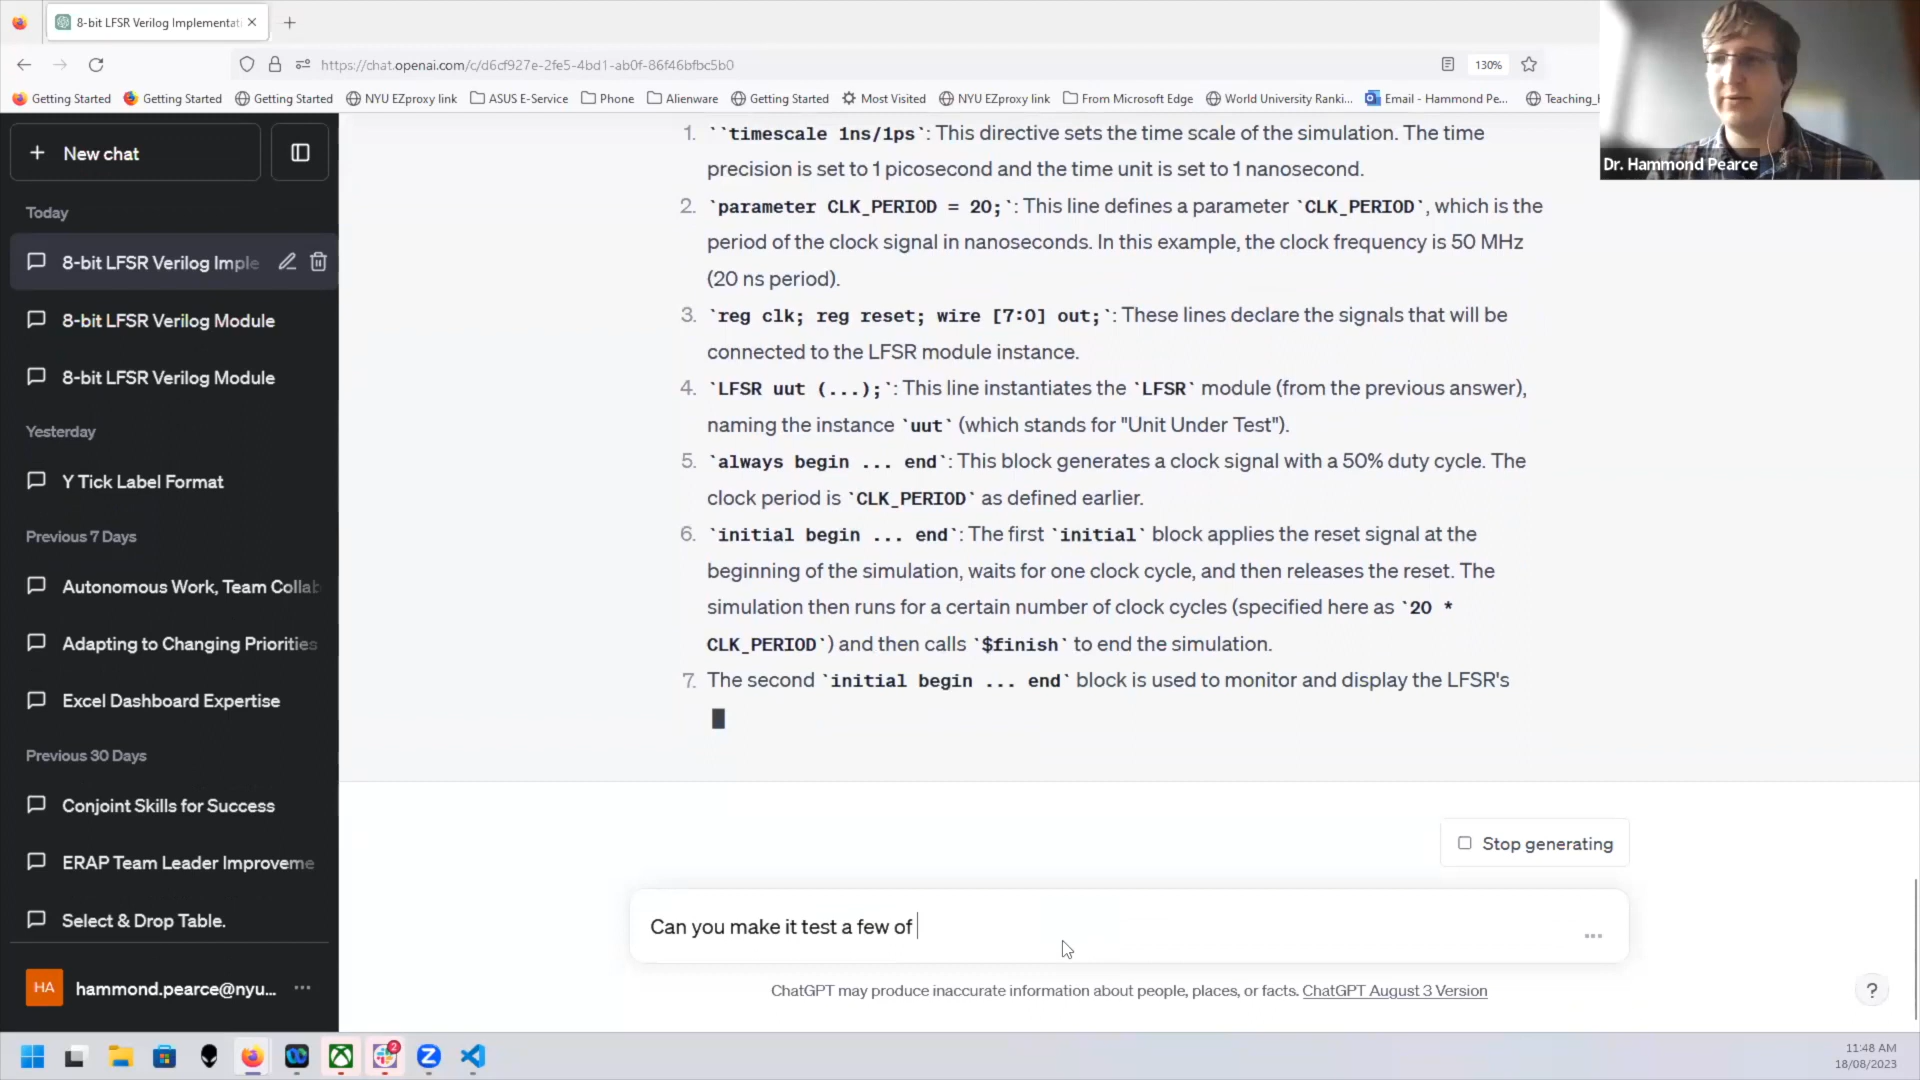 8-bit LFSR Verilog Implementati
https://chat.openai.com/c/d6cf927e-2fe5-4bd1-ab0f-86f46bfbc5b0
130%
Getting Started
Getting Started
Getting Started
NYU EZproxy link
ASUS E-Service
Phone
Alienware
Getting Started
Most Visited
NYU EZproxy link
From Microsoft Edge
World University Ranki...
Email - Hammond Pe...
Teaching_H
Dr. Hammond Pearce
+ New chat
Today
8-bit LFSR Verilog Imple
8-bit LFSR Verilog Module
8-bit LFSR Verilog Module
Yesterday
Y Tick Label Format
Previous 7 Days
Autonomous Work, Team Collab
Adapting to Changing Priorities
Excel Dashboard Expertise
Previous 30 Days
Conjoint Skills for Success
ERAP Team Leader Improveme
Select & Drop Table.
HA hammond.pearce@nyu... ...
1. ``timescale 1ns/1ps`: This directive sets the time scale of the simulation. The time
precision is set to 1 picosecond and the time unit is set to 1 nanosecond.
2. `parameter CLK_PERIOD = 20;`: This line defines a parameter `CLK_PERIOD`, which is the
period of the clock signal in nanoseconds. In this example, the clock frequency is 50 MHz
(20 ns period).
3. `reg clk; reg reset; wire [7:0] out;`: These lines declare the signals that will be
connected to the LFSR module instance.
4. `LFSR uut (...);`: This line instantiates the `LFSR` module (from the previous answer),
naming the instance `uut` (which stands for "Unit Under Test").
5. `always begin ... end`: This block generates a clock signal with a 50% duty cycle. The
clock period is `CLK_PERIOD` as defined earlier.
6. `initial begin ... end`: The first `initial` block applies the reset signal at the
beginning of the simulation, waits for one clock cycle, and then releases the reset. The
simulation then runs for a certain number of clock cycles (specified here as `20 *
CLK_PERIOD`) and then calls `$finish` to end the simulation.
7. The second `initial begin ... end` block is used to monitor and display the LFSR's
Stop generating
Can you make it test a few of
...
ChatGPT may produce inaccurate information about people, places, or facts. ChatGPT August 3 Version
?
2
11:48 AM
18/08/2023